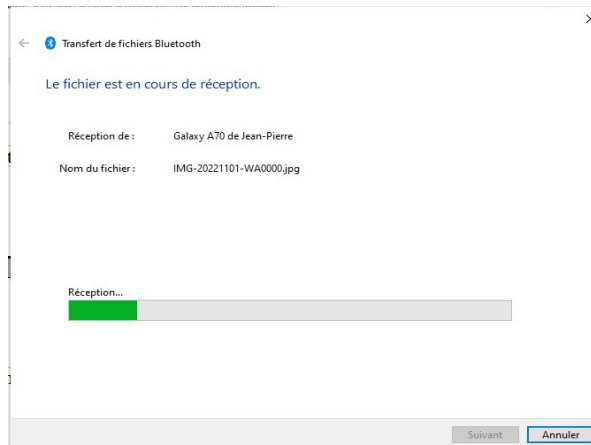 Transfert de fichiers Bluetooth
Le fichier est en cours de réception.
Réception de : Galaxy A70 de Jean-Pierre
Nom du fichier : IMG-20221101-WA0000.jpg
Réception...
Suivant Annuler